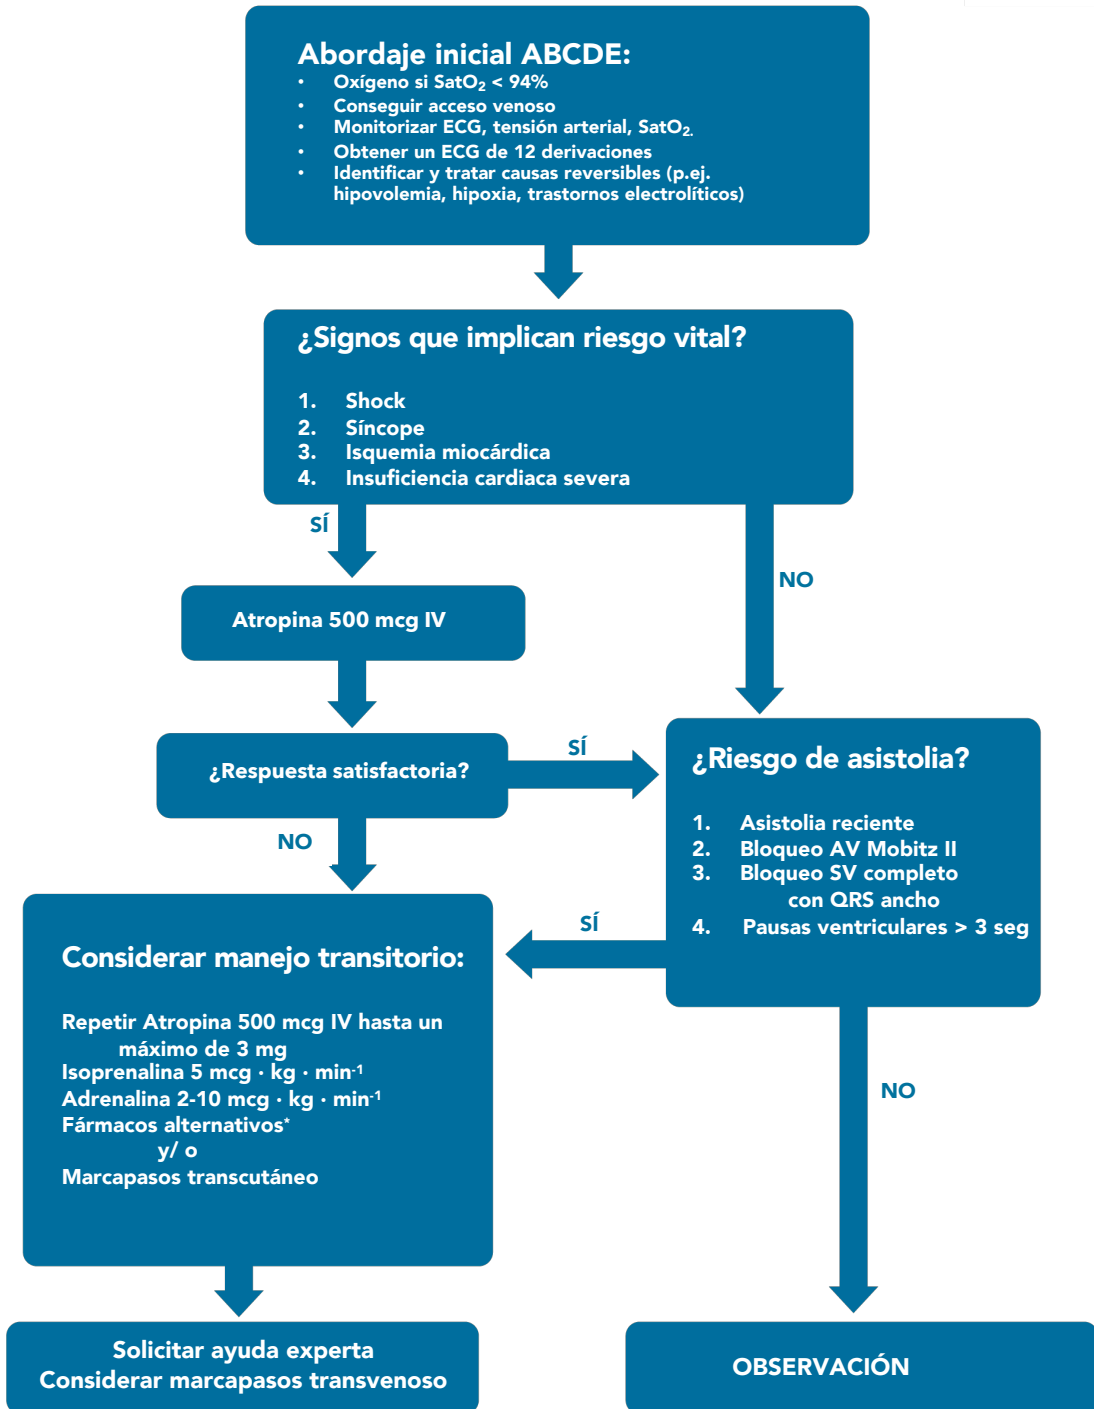 Abordaje inicial ABCDE:
• Oxígeno si SatO₂ < 94%
• Conseguir acceso venoso
• Monitorizar ECG, tensión arterial, SatO₂.
• Obtener un ECG de 12 derivaciones
• Identificar y tratar causas reversibles (p.ej.
hipovolemia, hipoxia, trastornos electrolíticos)
¿Signos que implican riesgo vital?
1. Shock
2. Síncope
3. Isquemia miocárdica
4. Insuficiencia cardiaca severa
SÍ
NO
Atropina 500 mcg IV
¿Respuesta satisfactoria?
SÍ
NO
¿Riesgo de asistolia?
1. Asistolia reciente
2. Bloqueo AV Mobitz II
3. Bloqueo SV completo
con QRS ancho
4. Pausas ventriculares > 3 seg
SÍ
NO
Considerar manejo transitorio:
Repetir Atropina 500 mcg IV hasta un
máximo de 3 mg
Isoprenalina 5 mcg · kg · min⁻¹
Adrenalina 2-10 mcg · kg · min⁻¹
Fármacos alternativos*
y/ o
Marcapasos transcutáneo
Solicitar ayuda experta
Considerar marcapasos transvenoso
OBSERVACIÓN